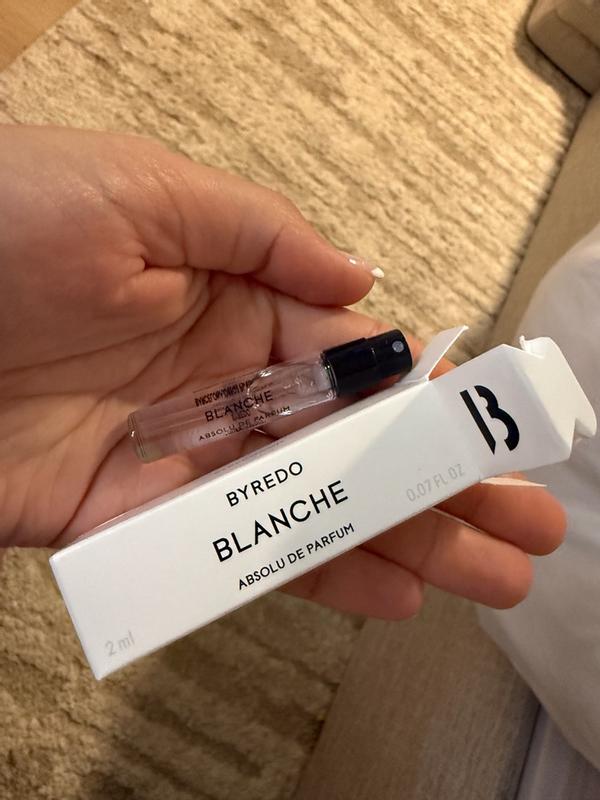 BLANCHE
ABSOLU DE PARFUM
B
BYREDO
BLANCHE
ABSOLU DE PARFUM
0.07 FL OZ
2 ml